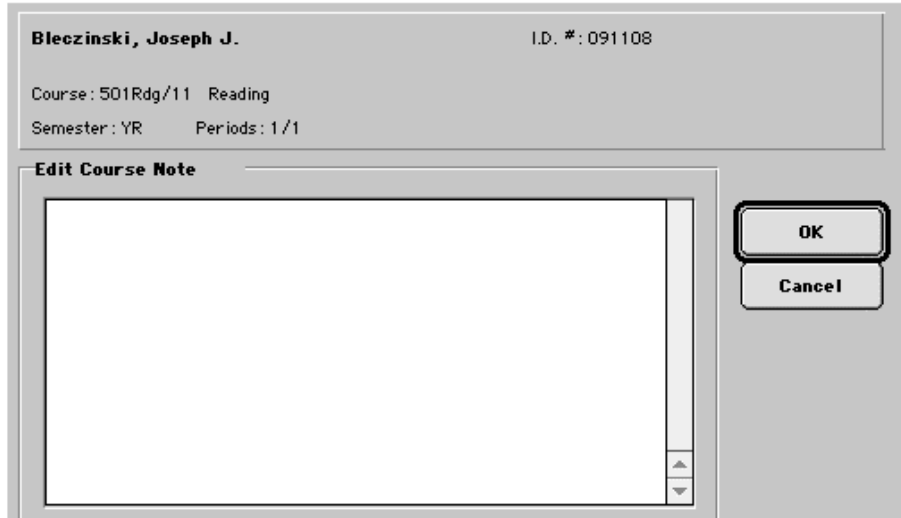 Bleczinski, Joseph J. I.D. #: 091108
Course: 501Rdg/11 Reading
Semester: YR Periods: 1/1
Edit Course Note
OK
Cancel